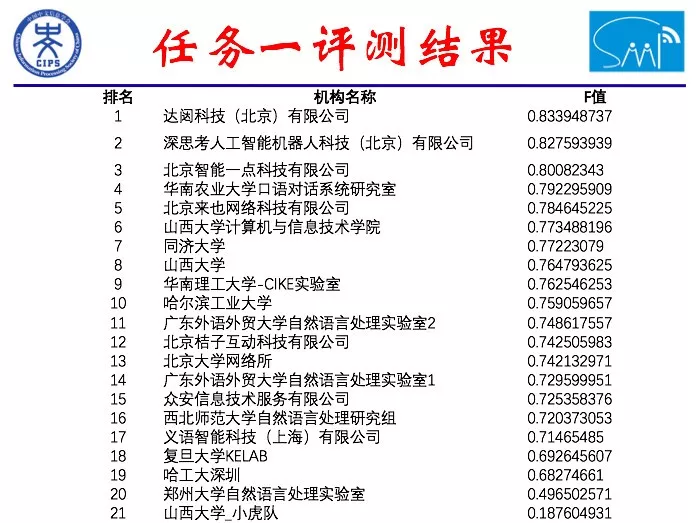 任务一评测结果
CIPS
SMP
排名 机构名称 F值
1 达闼科技（北京）有限公司 0.833948737
2 深思考人工智能机器人科技（北京）有限公司 0.827593939
3 北京智能一点科技有限公司 0.80082343
4 华南农业大学口语对话系统研究室 0.792295909
5 北京来也网络科技有限公司 0.784645225
6 山西大学计算机与信息技术学院 0.773488196
7 同济大学 0.77223079
8 山西大学 0.764793625
9 华南理工大学-CIKE实验室 0.762546253
10 哈尔滨工业大学 0.759059657
11 广东外语外贸大学自然语言处理实验室2 0.748617557
12 北京桔子互动科技有限公司 0.742505983
13 北京大学网络所 0.742132971
14 广东外语外贸大学自然语言处理实验室1 0.729599951
15 众安信息技术服务有限公司 0.725358376
16 西北师范大学自然语言处理研究组 0.720373053
17 义语智能科技（上海）有限公司 0.71465485
18 复旦大学KELAB 0.692645607
19 哈工大深圳 0.68274661
20 郑州大学自然语言处理实验室 0.496502571
21 山西大学_小虎队 0.187604931